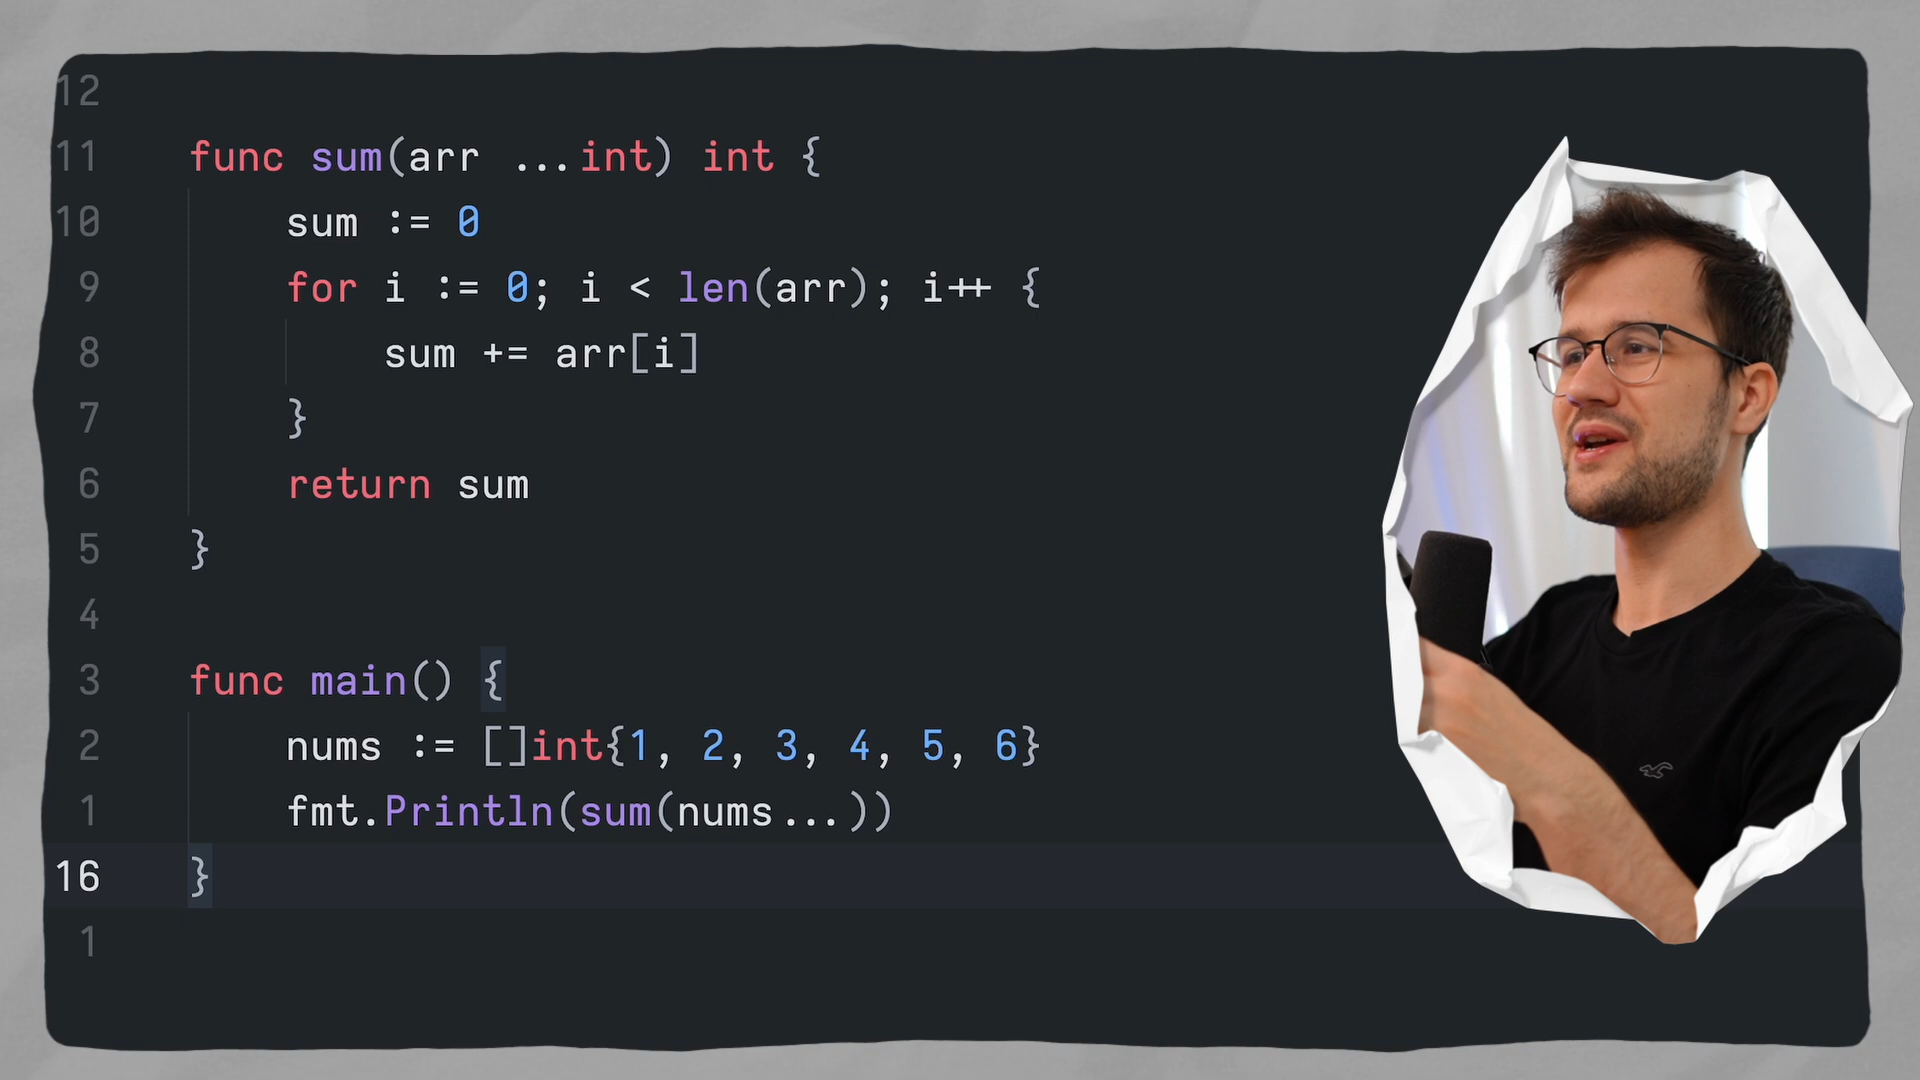 12
11 func sum(arr ...int) int {
10 sum := 0
9 for i := 0; i < len(arr); i++ {
8 sum += arr[i]
7 }
6 return sum
5 }
4
3 func main() {
2 nums := []int{1, 2, 3, 4, 5, 6}
1 fmt.Println(sum(nums...))
16 }
1